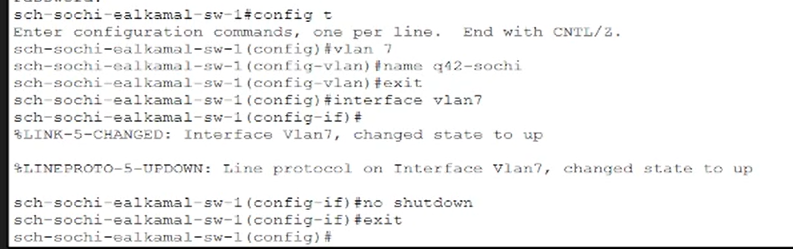 sch-sochi-ealkamal-sw-1#config t
Enter configuration commands, one per line. End with CNTL/Z.
sch-sochi-ealkamal-sw-1(config)#vlan 7
sch-sochi-ealkamal-sw-1(config-vlan)#name q42-sochi
sch-sochi-ealkamal-sw-1(config-vlan)#exit
sch-sochi-ealkamal-sw-1(config)#interface vlan7
sch-sochi-ealkamal-sw-1(config-if)#
%LINK-5-CHANGED: Interface Vlan7, changed state to up
%LINEPROTO-5-UPDOWN: Line protocol on Interface Vlan7, changed state to up
sch-sochi-ealkamal-sw-1(config-if)#no shutdown
sch-sochi-ealkamal-sw-1(config-if)#exit
sch-sochi-ealkamal-sw-1(config)#